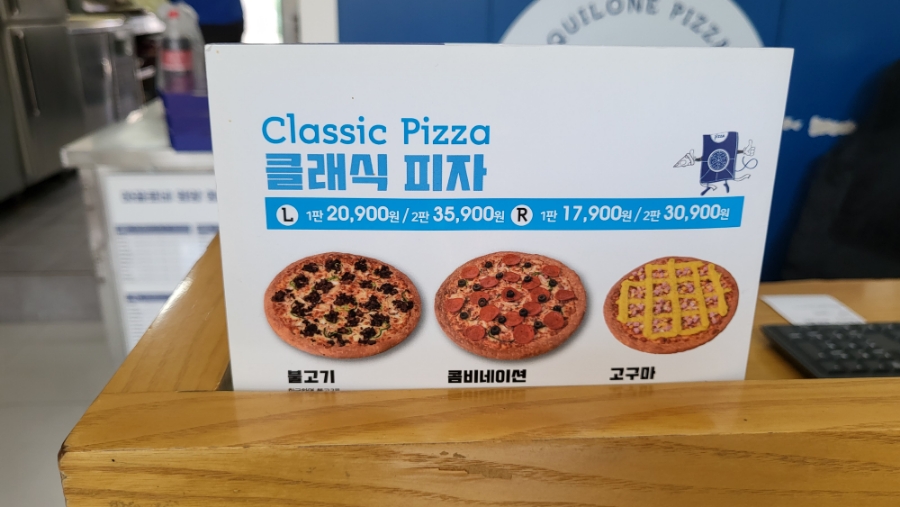 QUILONE PIZZA
Classic Pizza
클래식 피자
L 1판 20,900원 / 2판 35,900원 R 1판 17,900원 / 2판 30,900원
불고기
콤비네이션
고구마